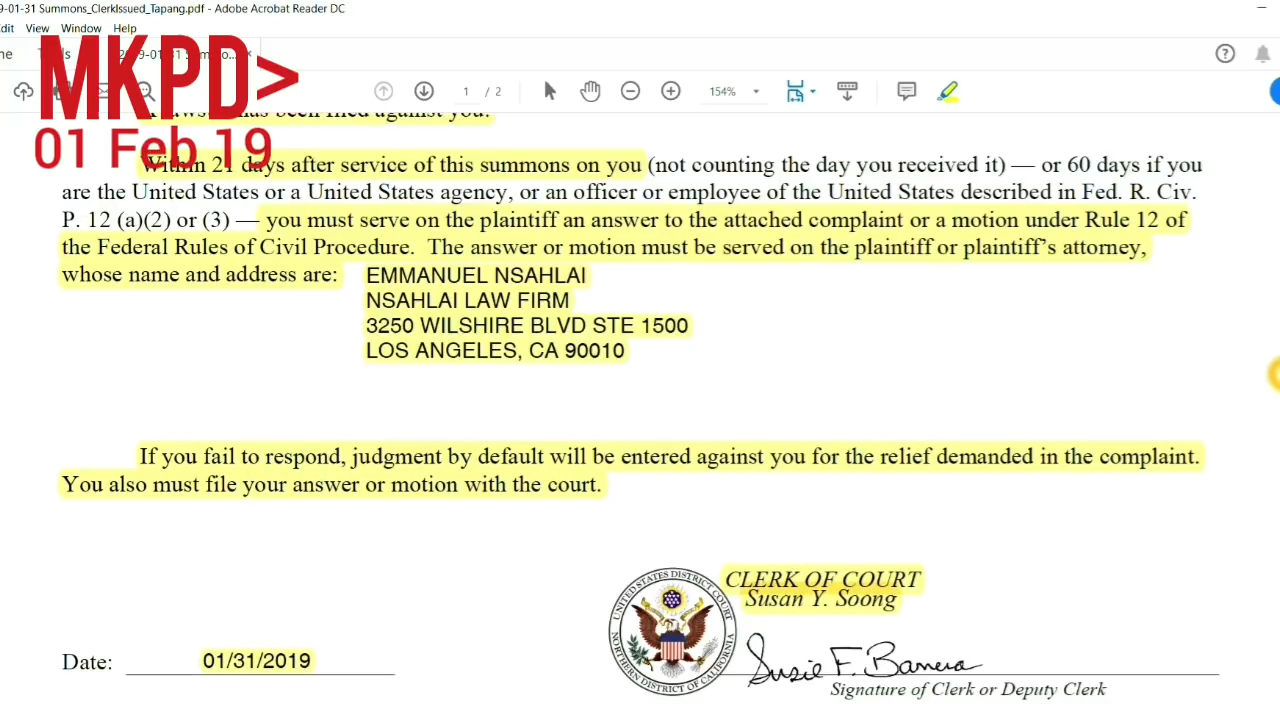 9-01-31 Summons_ClerkIssued_Tapang.pdf - Adobe Acrobat Reader DC
dit View Window Help
MKPD>
01 Feb 19
1 / 2 154%
has been filed against you.
Within 21 days after service of this summons on you (not counting the day you received it) — or 60 days if you
are the United States or a United States agency, or an officer or employee of the United States described in Fed. R. Civ.
P. 12 (a)(2) or (3) — you must serve on the plaintiff an answer to the attached complaint or a motion under Rule 12 of
the Federal Rules of Civil Procedure. The answer or motion must be served on the plaintiff or plaintiff's attorney,
whose name and address are:
EMMANUEL NSAHLAI
NSAHLAI LAW FIRM
3250 WILSHIRE BLVD STE 1500
LOS ANGELES, CA 90010
If you fail to respond, judgment by default will be entered against you for the relief demanded in the complaint.
You also must file your answer or motion with the court.
CLERK OF COURT
Susan Y. Soong
UNITED STATES DISTRICT COURT
NORTHERN DISTRICT OF CALIFORNIA
Date: 01/31/2019
Susie F. Barrera
Signature of Clerk or Deputy Clerk